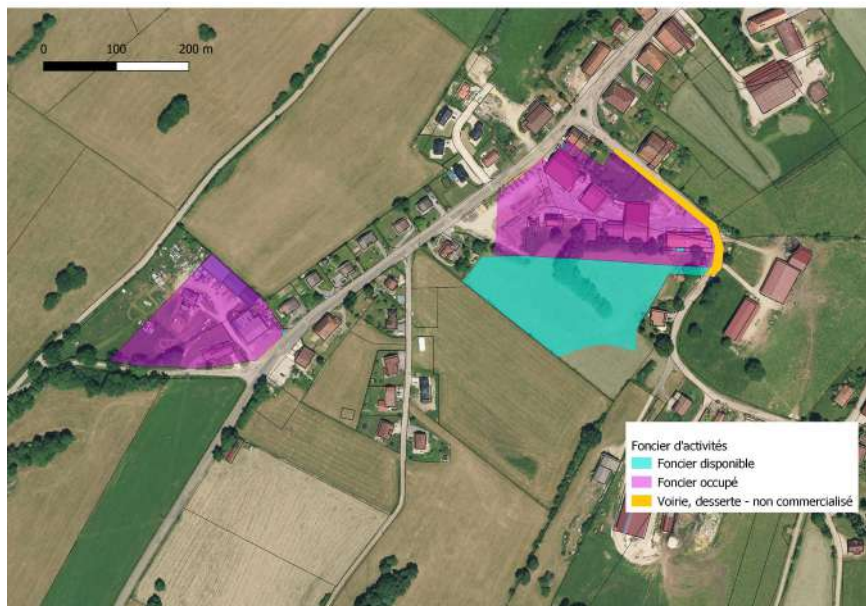 0 100 200 m
Foncier d'activités
Foncier disponible
Foncier occupé
Voirie, desserte - non commercialisé